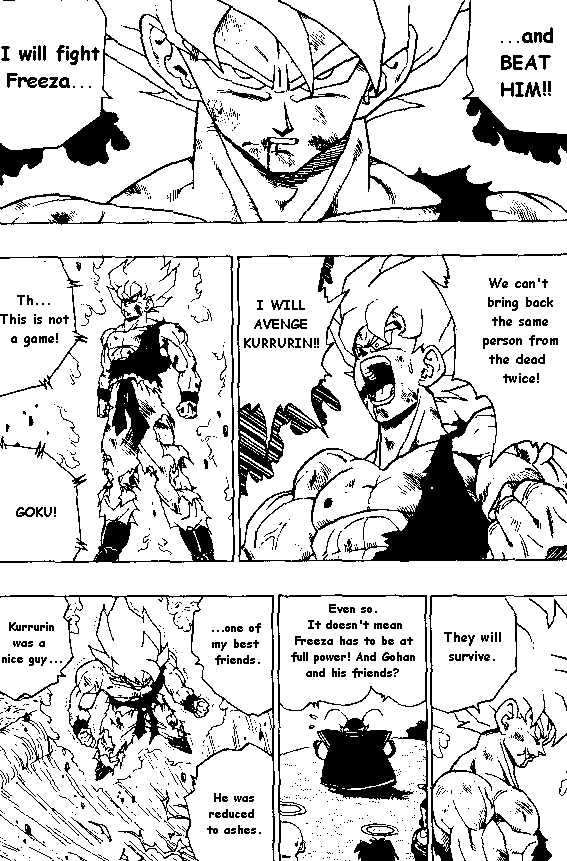 I will fight
Freeza...
...and
BEAT
HIM!!
Th...
This is not
a game!
GOKU!
I WILL
AVENGE
KURRURIN!!
We can't
bring back
the same
person from
the dead
twice!
Kurrurin
was a
nice guy...
...one of
my best
friends.
He was
reduced
to ashes.
Even so.
It doesn't mean
Freeza has to be at
full power! And Gohan
and his friends?
They will
survive.